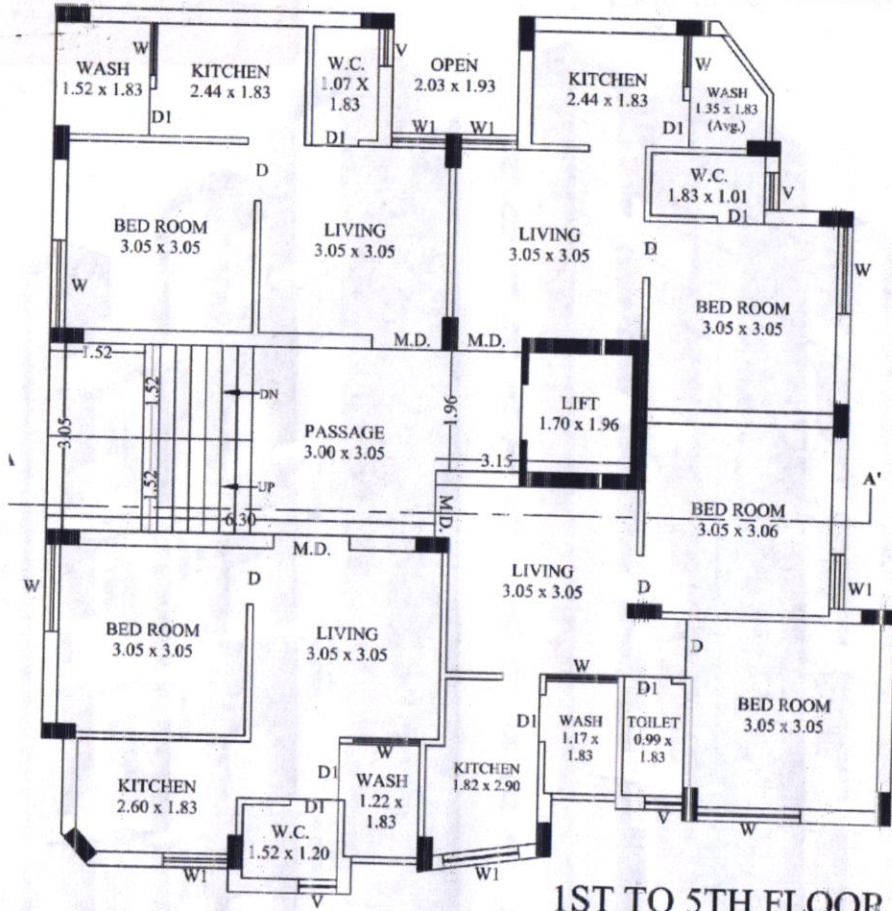 WASH
1.52 x 1.83
W
D1
KITCHEN
2.44 x 1.83
W.C.
1.07 X
1.83
D1
V
OPEN
2.03 x 1.93
W1
W1
KITCHEN
2.44 x 1.83
W
D1
WASH
1.35 x 1.83
(Avg.)
W.C.
1.83 x 1.01
D1
V
BED ROOM
3.05 x 3.05
W
D
LIVING
3.05 x 3.05
M.D.
LIVING
3.05 x 3.05
M.D.
D
BED ROOM
3.05 x 3.05
W
1.52
3.05
1.52
1.52
DN
UP
6.30
PASSAGE
3.00 x 3.05
1.96
3.15
LIFT
1.70 x 1.96
M.D.
A'
BED ROOM
3.05 x 3.06
W1
W
BED ROOM
3.05 x 3.05
D
M.D.
LIVING
3.05 x 3.05
LIVING
3.05 x 3.05
D
D
BED ROOM
3.05 x 3.05
W
KITCHEN
2.60 x 1.83
W1
D1
W.C.
1.52 x 1.20
V
D1
W
WASH
1.22 x
1.83
KITCHEN
1.82 x 2.90
W1
D1
W
WASH
1.17 x
1.83
D1
TOILET
0.99 x
1.83
V
1ST TO 5TH FLOOR